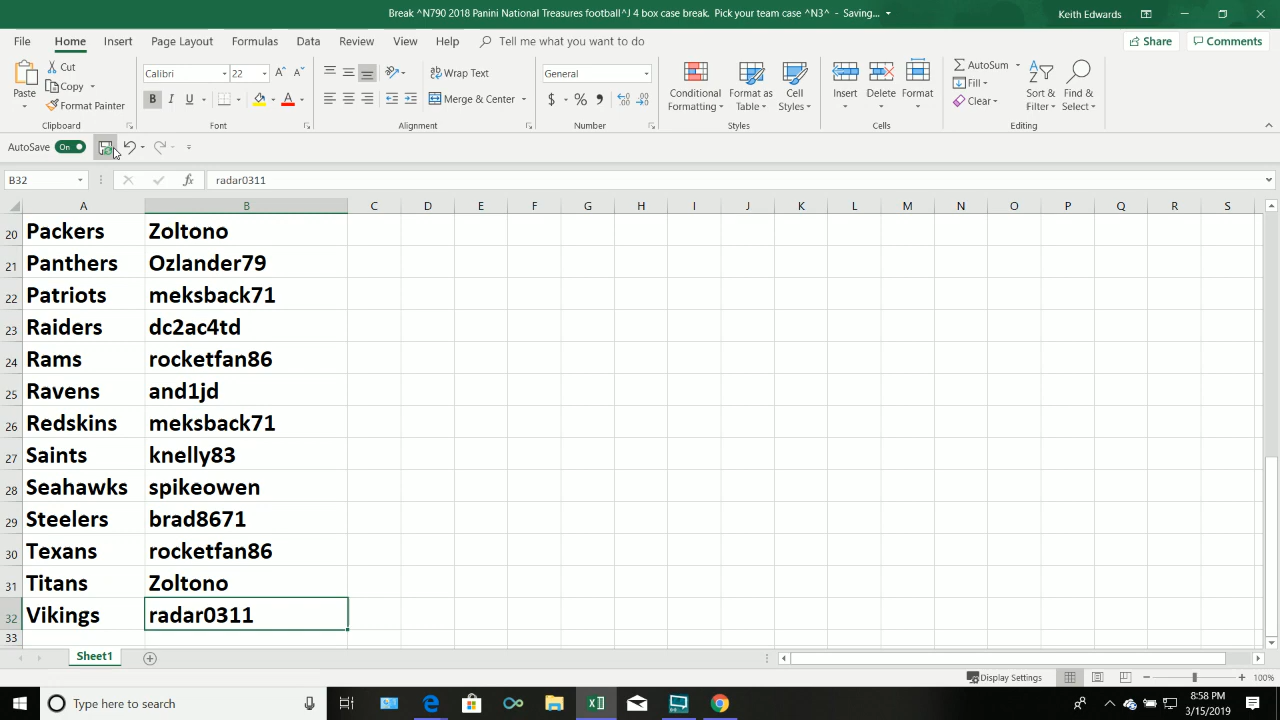 Break ^N790 2018 Panini National Treasures football^J 4 box case break, Pick your team case ^N3^ - Saving...
Keith Edwards
File Home Insert Page Layout Formulas Data Review View Help Tell me what you want to do Share Comments
Paste Cut Copy Format Painter
Clipboard
Calibri 22
B I U
Font
Wrap Text
Merge & Center
Alignment
General
$ % ,
Number
Conditional Formatting
Format as Table
Cell Styles
Styles
Insert Delete Format
Cells
AutoSum
Fill
Clear
Sort & Filter
Find & Select
Editing
AutoSave On
B32 fx radar0311
A B C D E F G H I J K L M N O P Q R S
20 Packers Zoltono
21 Panthers Ozlander79
22 Patriots meksback71
23 Raiders dc2ac4td
24 Rams rocketfan86
25 Ravens and1jd
26 Redskins meksback71
27 Saints knelly83
28 Seahawks spikeowen
29 Steelers brad8671
30 Texans rocketfan86
31 Titans Zoltono
32 Vikings radar0311
33
Sheet1
Display Settings 100%
Type here to search
8:58 PM
3/15/2019